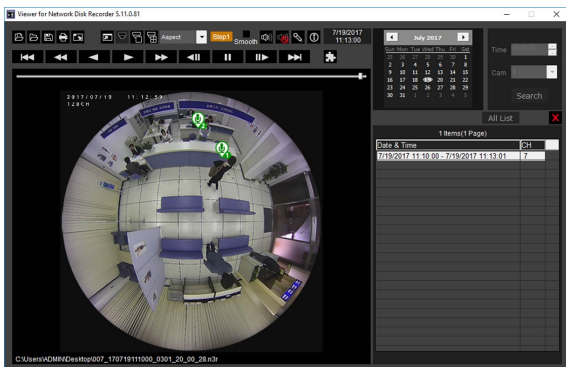 Viewer for Network Disk Recorder 5.11.0.81
Aspect
Step1
Smooth
7/19/2017
11:13:00
2017/07/19 11:12:59
128CH
2
1
C:\Users\ADMIN\Desktop\007_170719111000_0301_20_00_28.n3r
July 2017
Sun Mon Tue Wed Thu Fri Sat
25 26 27 28 29 30 1
2 3 4 5 6 7 8
9 10 11 12 13 14 15
16 17 18 19 20 21 22
23 24 25 26 27 28 29
30 31 1 2 3 4 5
Time
Cam
Search
All List
X
1 Items(1 Page)
Date & Time CH
7/19/2017 11:10:00 - 7/19/2017 11:13:01 7